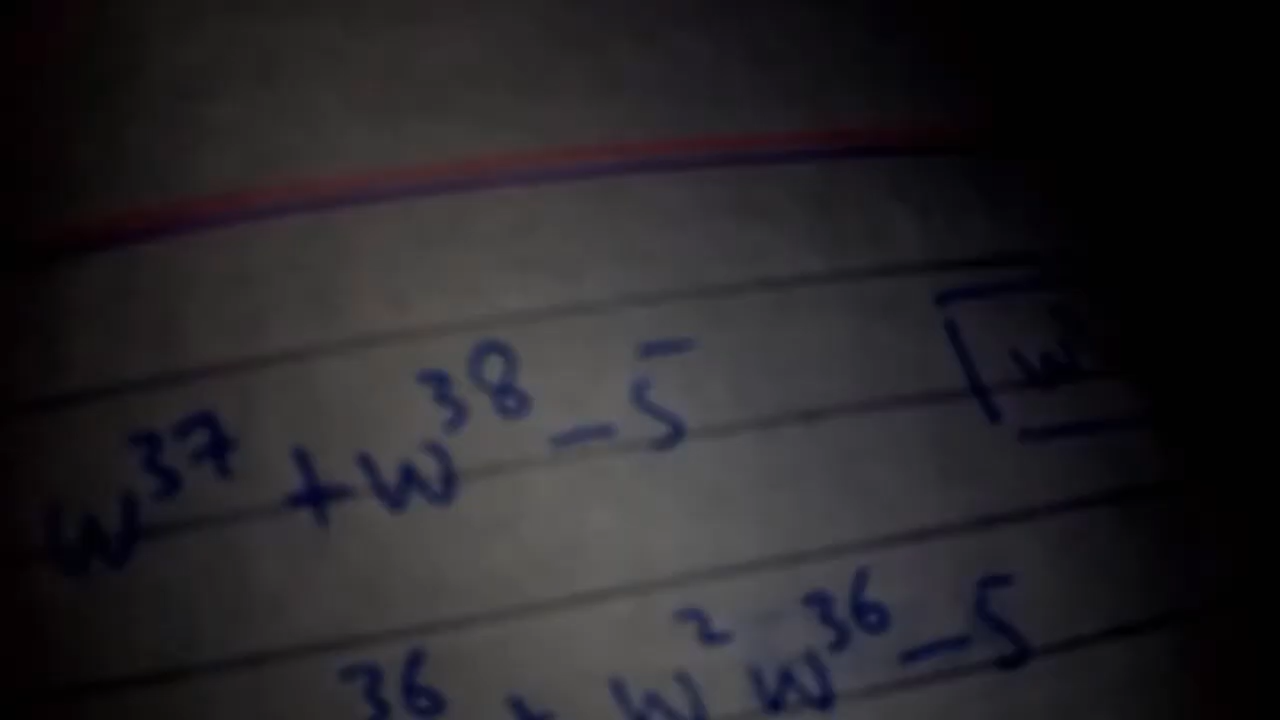 w³⁷ + w³⁸ - 5 w
³⁶ + w² w³⁶ - 5